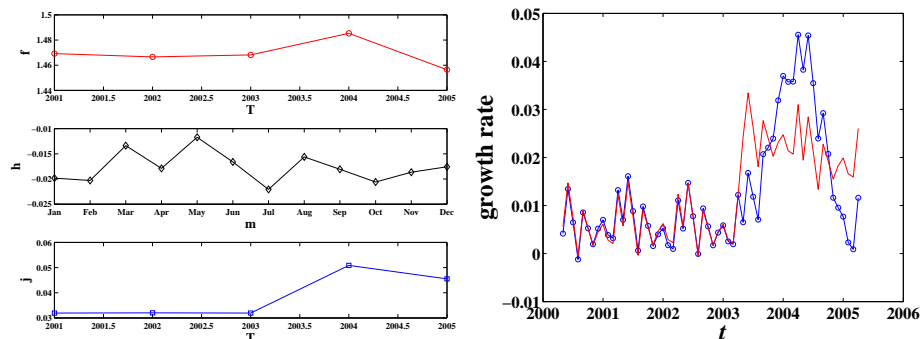 1.5
1.48
1.46
1.44
f
2001 2001.5 2002 2002.5 2003 2003.5 2004 2004.5 2005
T
−0.01
−0.015
−0.02
−0.025
h
Jan Feb Mar Apr May Jun Jul Aug Sep Oct Nov Dec
m
0.06
0.05
0.04
0.03
j
2001 2001.5 2002 2002.5 2003 2003.5 2004 2004.5 2005
T
0.05
0.04
0.03
0.02
0.01
0
−0.01
growth rate
2000 2001 2002 2003 2004 2005 2006
t